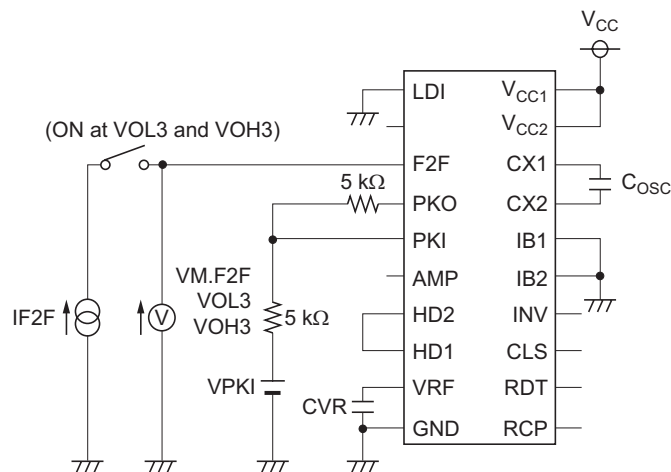 V_CC
LDI V_CC1
V_CC2
(ON at VOL3 and VOH3)
F2F CX1
C_OSC
5 kΩ
PKO CX2
PKI IB1
VM.F2F
VOL3
VOH3
AMP IB2
IF2F
V
5 kΩ
HD2 INV
HD1 CLS
VPKI
CVR
VRF RDT
GND RCP